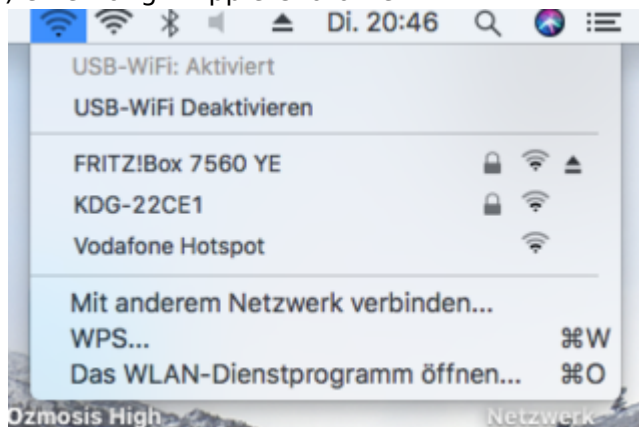 Di. 20:46
USB-WiFi: Aktiviert
USB-WiFi Deaktivieren
FRITZ!Box 7560 YE
KDG-22CE1
Vodafone Hotspot
Mit anderem Netzwerk verbinden...
WPS... ⌘W
Das WLAN-Dienstprogramm öffnen... ⌘O
Ozmosis High Netzwerk